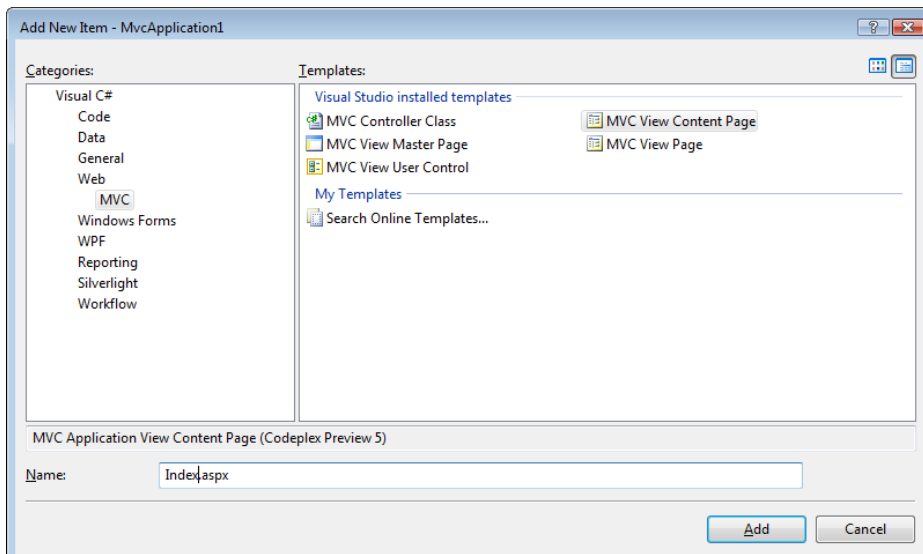 Add New Item - MvcApplication1
Categories:
Templates:
Visual C#
Code
Data
General
Web
MVC
Windows Forms
WPF
Reporting
Silverlight
Workflow
Visual Studio installed templates
MVC Controller Class
MVC View Content Page
MVC View Master Page
MVC View Page
MVC View User Control
My Templates
Search Online Templates...
MVC Application View Content Page (Codeplex Preview 5)
Name:
Index.aspx
Add
Cancel